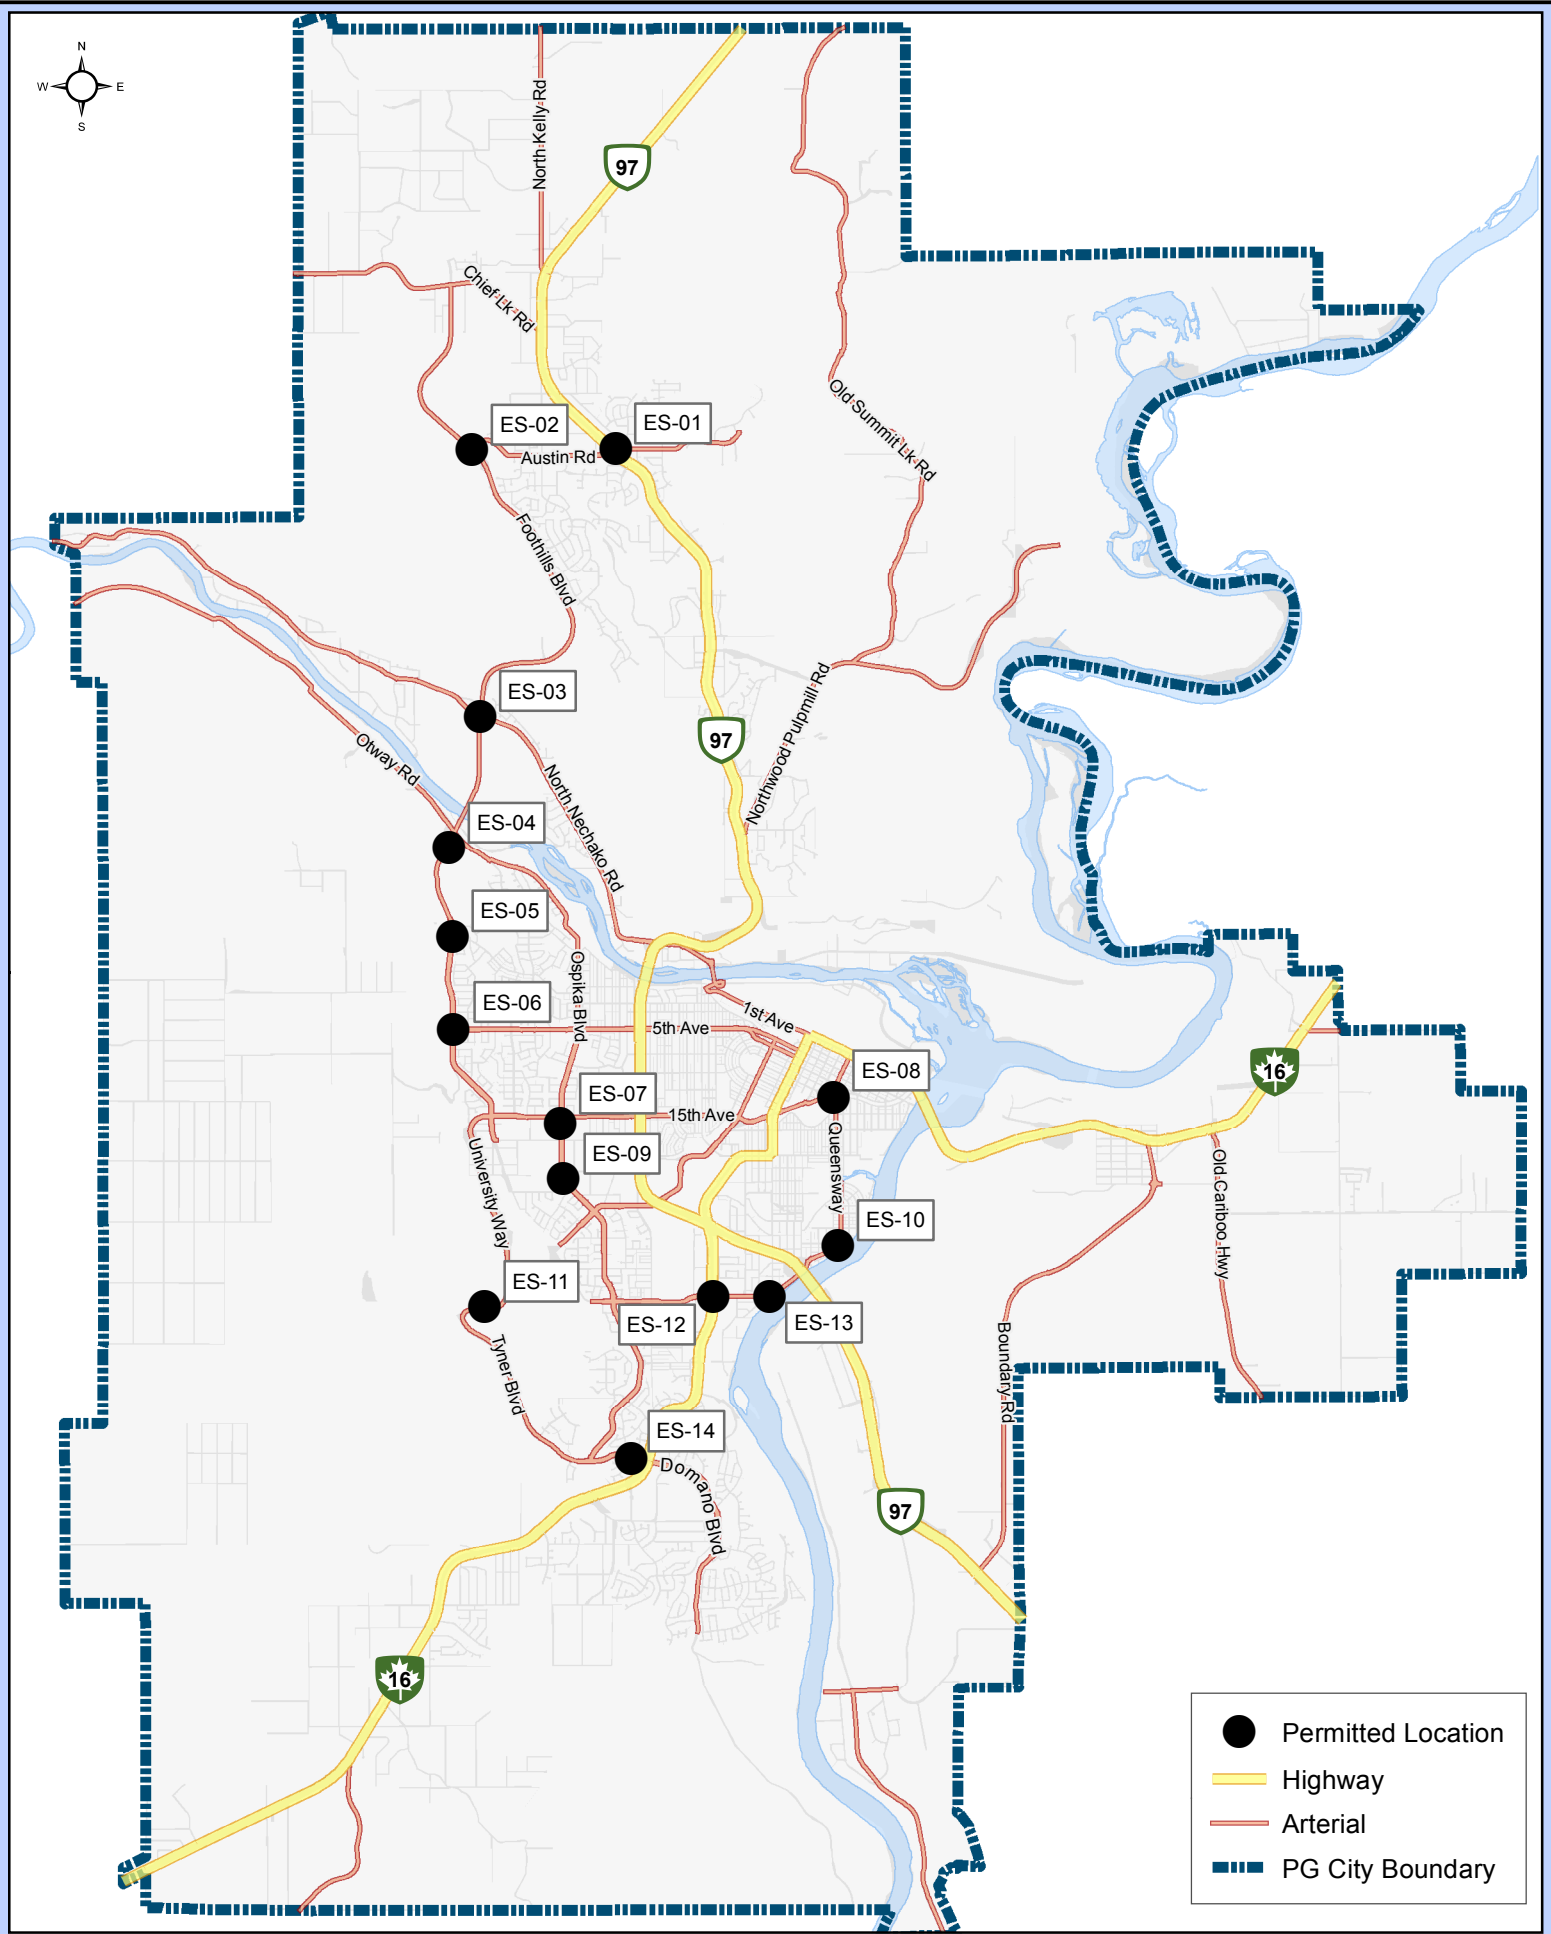 N
W E
S
North Kelly Rd
97
Chief Lk Rd
Old Summit Lk Rd
ES-02
ES-01
Austin Rd
Foothills Blvd
ES-03
Otway Rd
97
Northwood Pulpmill Rd
North Nechako Rd
ES-04
ES-05
Ospika Blvd
ES-06
5th Ave
1st Ave
ES-08
16
ES-07
15th Ave
Queensway
University Way
ES-09
Old Cariboo Hwy
ES-10
ES-11
ES-12
ES-13
Tyner Blvd
Boundary Rd
ES-14
Domano Blvd
97
16
Permitted Location
Highway
Arterial
PG City Boundary